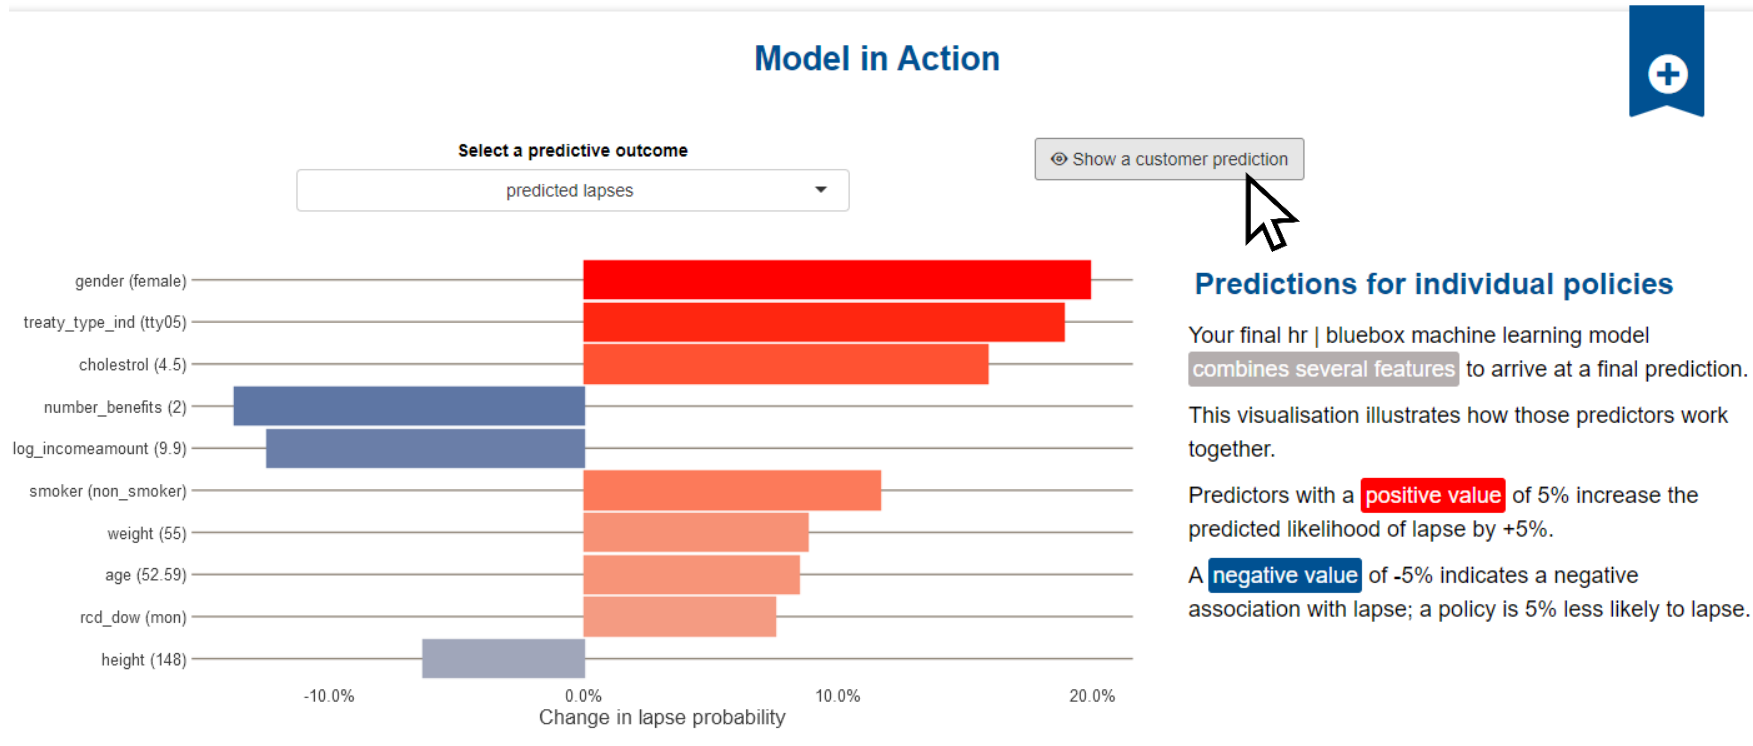 Model in Action
Select a predictive outcome
predicted lapses
Show a customer prediction
gender (female)
treaty_type_ind (tty05)
cholestrol (4.5)
number_benefits (2)
log_incomeamount (9.9)
smoker (non_smoker)
weight (55)
age (52.59)
rcd_dow (mon)
height (148)
-10.0%
0.0%
10.0%
20.0%
Change in lapse probability
Predictions for individual policies
Your final hr | bluebox machine learning model
combines several features to arrive at a final prediction.
This visualisation illustrates how those predictors work
together.
Predictors with a positive value of 5% increase the
predicted likelihood of lapse by +5%.
A negative value of -5% indicates a negative
association with lapse; a policy is 5% less likely to lapse.